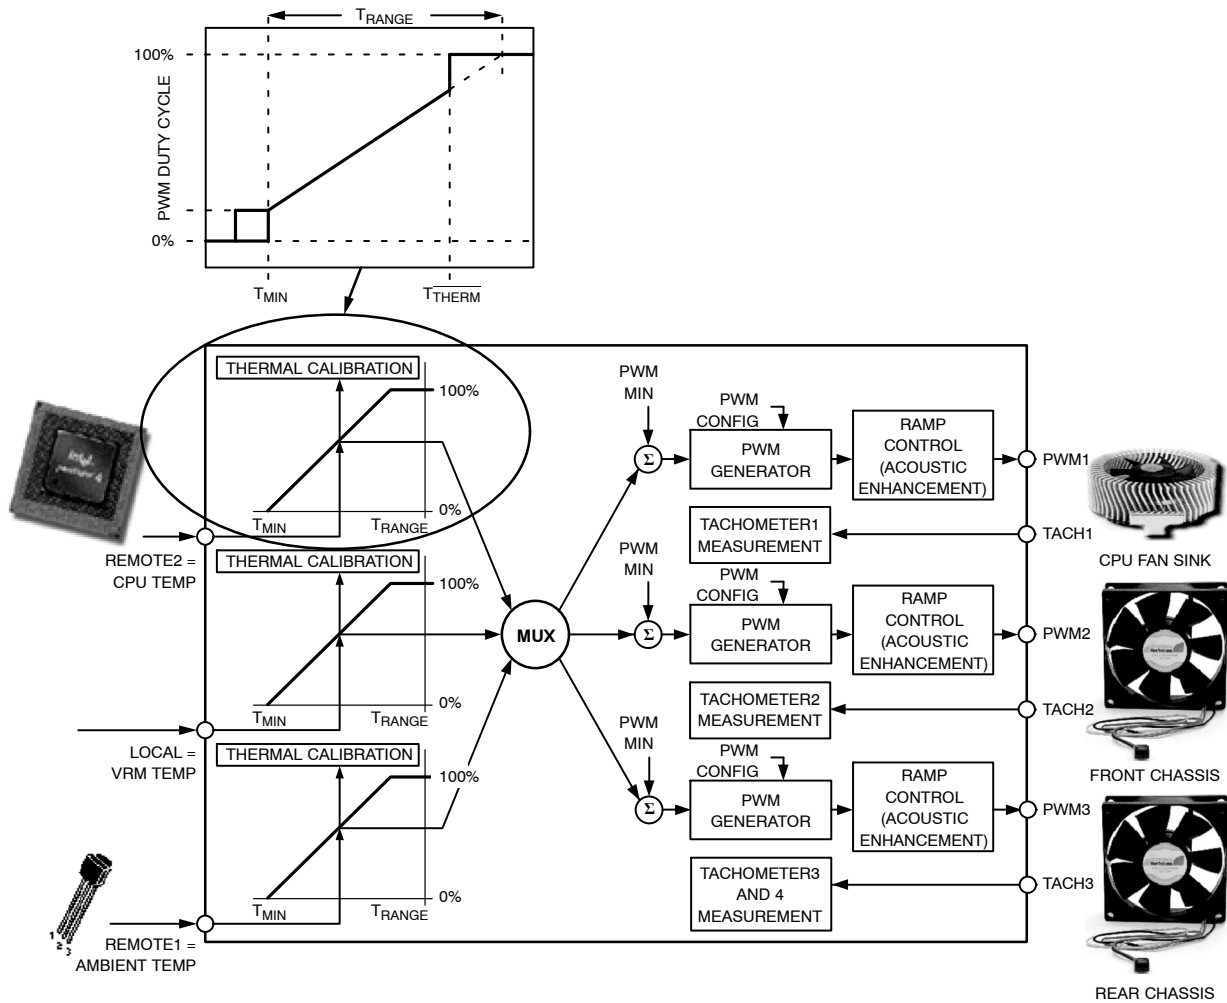 TRANGE
100%
PWM DUTY CYCLE
0%
TMIN
TTHERM
THERMAL CALIBRATION
100%
0%
TMIN
TRANGE
REMOTE2 =
CPU TEMP
THERMAL CALIBRATION
100%
0%
TMIN
TRANGE
LOCAL =
VRM TEMP
THERMAL CALIBRATION
100%
0%
TMIN
TRANGE
REMOTE1 =
AMBIENT TEMP
1
2
3
MUX
PWM
MIN
Σ
PWM
CONFIG
PWM
GENERATOR
RAMP
CONTROL
(ACOUSTIC
ENHANCEMENT)
PWM1
TACHOMETER1
MEASUREMENT
TACH1
CPU FAN SINK
PWM
MIN
Σ
PWM
CONFIG
PWM
GENERATOR
RAMP
CONTROL
(ACOUSTIC
ENHANCEMENT)
PWM2
TACHOMETER2
MEASUREMENT
TACH2
FRONT CHASSIS
PWM
MIN
Σ
PWM
CONFIG
PWM
GENERATOR
RAMP
CONTROL
(ACOUSTIC
ENHANCEMENT)
PWM3
TACHOMETER3
AND 4
MEASUREMENT
TACH3
REAR CHASSIS